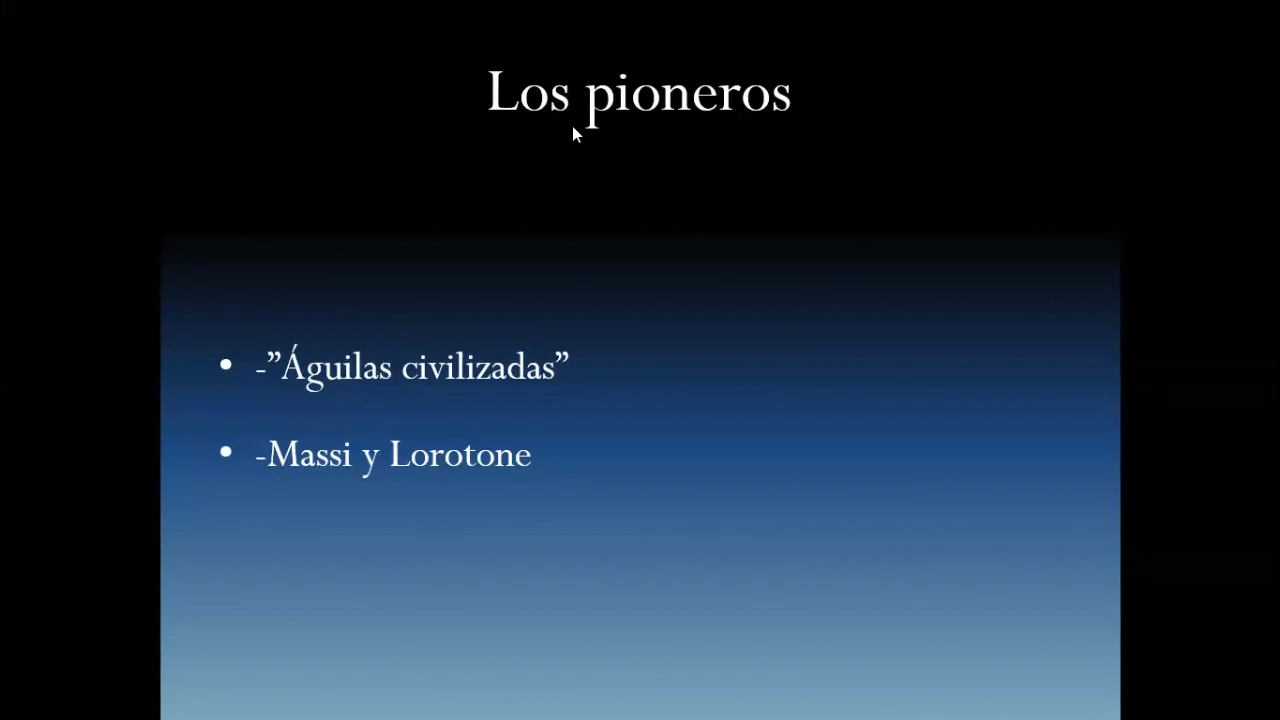 Los pioneros
• -”Águilas civilizadas”
• -Massi y Lorotone